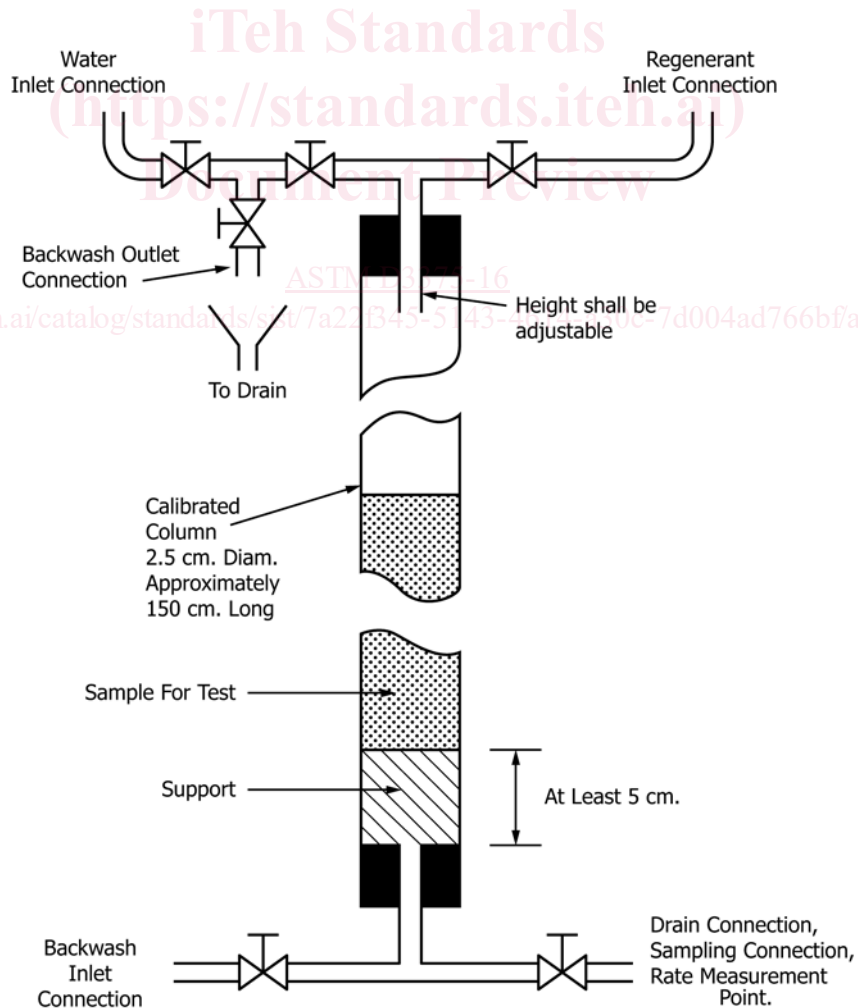 iTeh Standards
Water
Inlet Connection
Regenerant
Inlet Connection
(https://standards.iteh.ai)
Document Preview
Backwash Outlet
Connection
ASTM D3375-16
Height shall be
adjustable
To Drain
Calibrated
Column
2.5 cm. Diam.
Approximately
150 cm. Long
Sample For Test
Support
At Least 5 cm.
Backwash
Inlet
Connection
Drain Connection,
Sampling Connection,
Rate Measurement
Point.